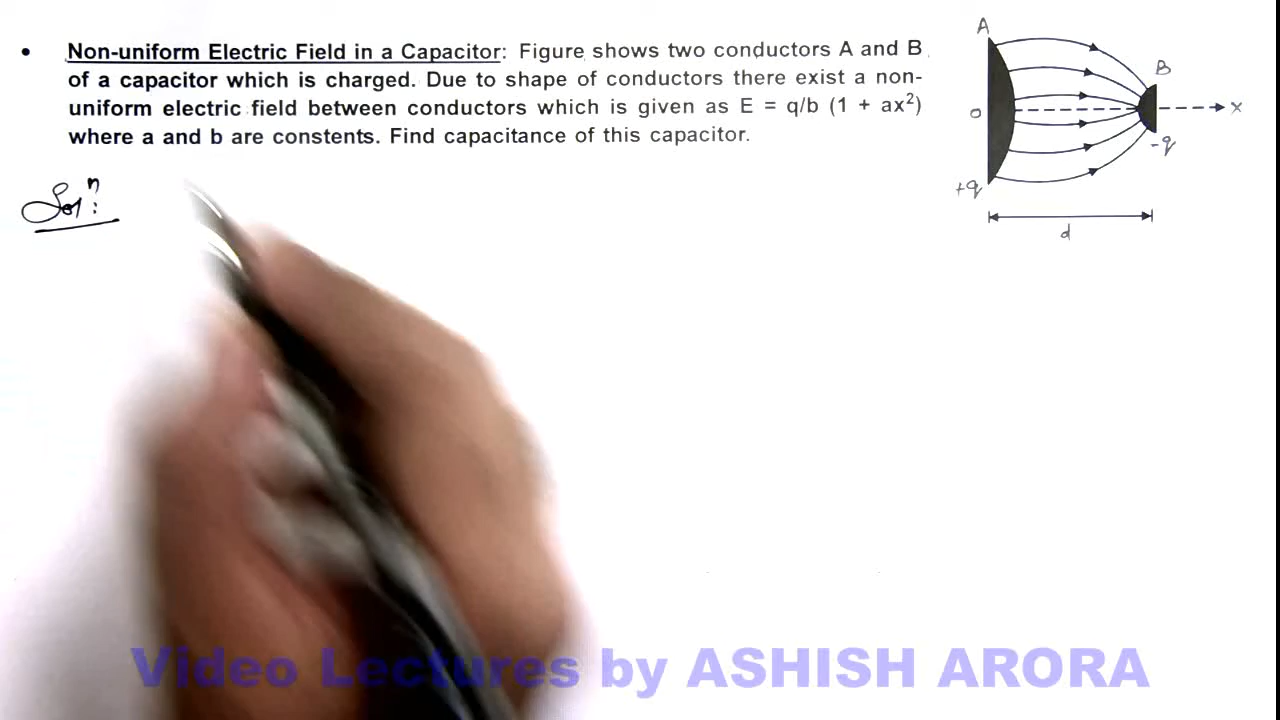 • Non-uniform Electric Field in a Capacitor: Figure shows two conductors A and B
of a capacitor which is charged. Due to shape of conductors there exist a non-
uniform electric field between conductors which is given as E = q/b (1 + ax²)
where a and b are constents. Find capacitance of this capacitor.
A
B
o
x
-q
+q
d
Solⁿ:
Video Lectures by ASHISH ARORA